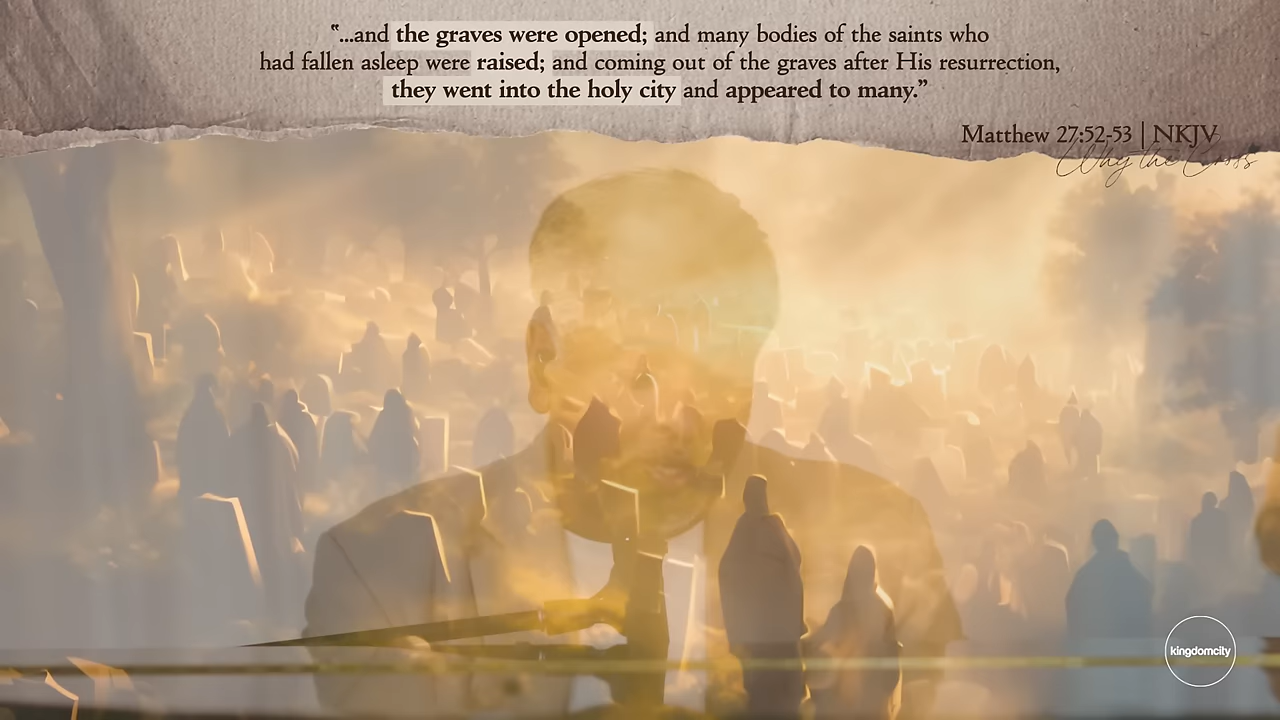 “...and the graves were opened; and many bodies of the saints who
had fallen asleep were raised; and coming out of the graves after His resurrection,
they went into the holy city and appeared to many.”
Matthew 27:52-53 | NKJV
Why the Cross
kingdomcity